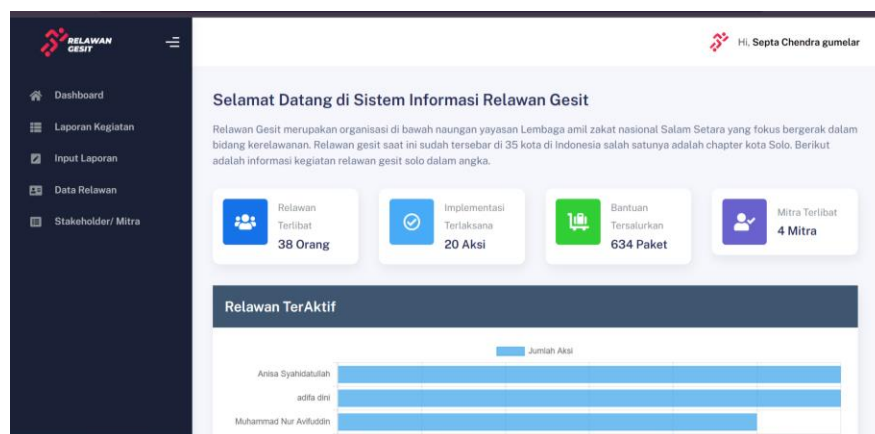 RELAWAN
GESIT
Hi, Septa Chendra gumelar
Dashboard
Laporan Kegiatan
Input Laporan
Data Relawan
Stakeholder/ Mitra
Selamat Datang di Sistem Informasi Relawan Gesit
Relawan Gesit merupakan organisasi di bawah naungan yayasan Lembaga amil zakat nasional Salam Setara yang fokus bergerak dalam
bidang kerelawanan. Relawan gesit saat ini sudah tersebar di 35 kota di Indonesia salah satunya adalah chapter kota Solo. Berikut
adalah informasi kegiatan relawan gesit solo dalam angka.
Relawan
Terlibat
38 Orang
Implementasi
Terlaksana
20 Aksi
Bantuan
Tersalurkan
634 Paket
Mitra Terlibat
4 Mitra
Relawan TerAktif
Jumlah Aksi
Anisa Syahidatullah
adifa dini
Muhammad Nur Avifuddin